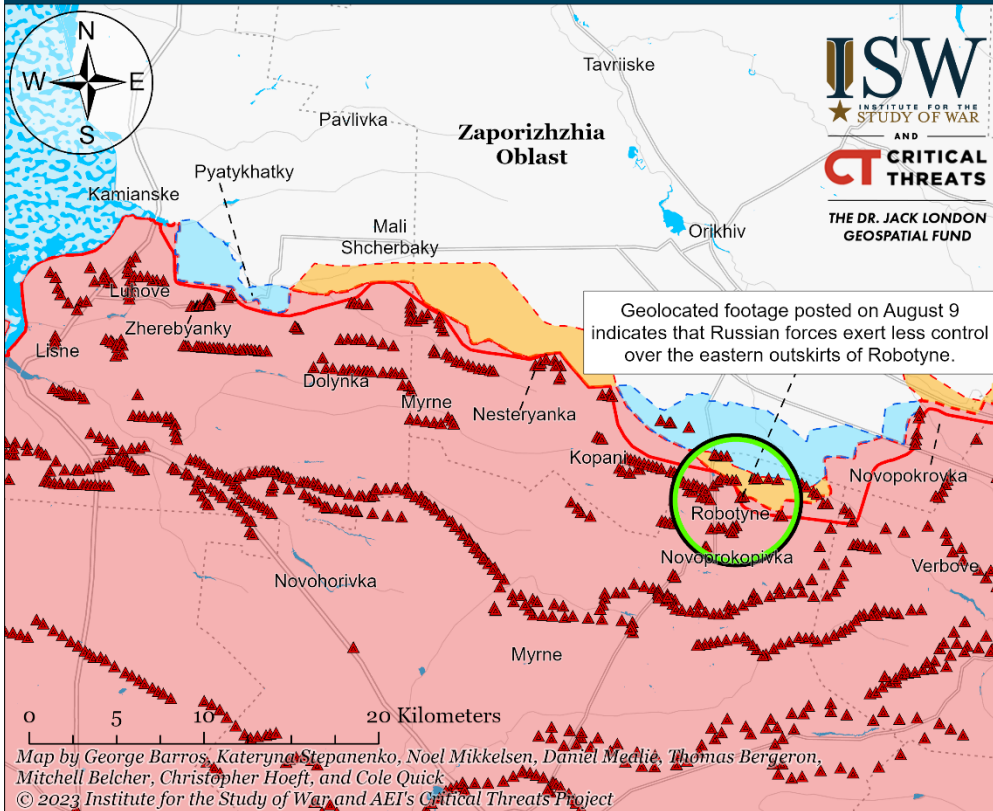 N
W
E
S
ISW
INSTITUTE FOR THE
STUDY OF WAR
AND
CT CRITICAL
THREATS
THE DR. JACK LONDON
GEOSPATIAL FUND
Tavriiske
Pavlivka
Zaporizhzhia
Oblast
Pyatykhatky
Kamianske
Mali
Shcherbaky
Orikhiv
Geolocated footage posted on August 9
indicates that Russian forces exert less control
over the eastern outskirts of Robotyne.
Luhove
Zherebyanky
Lisne
Dolynka
Myrne
Nesteryanka
Kopani
Novopokrovka
Robotyne
Novoprokopivka
Verbove
Novohorivka
Myrne
0 5 10 20 Kilometers
Map by George Barros, Kateryna Stepanenko, Noel Mikkelsen, Daniel Mealie, Thomas Bergeron,
Mitchell Belcher, Christopher Hoeft, and Cole Quick
© 2023 Institute for the Study of War and AEI's Critical Threats Project